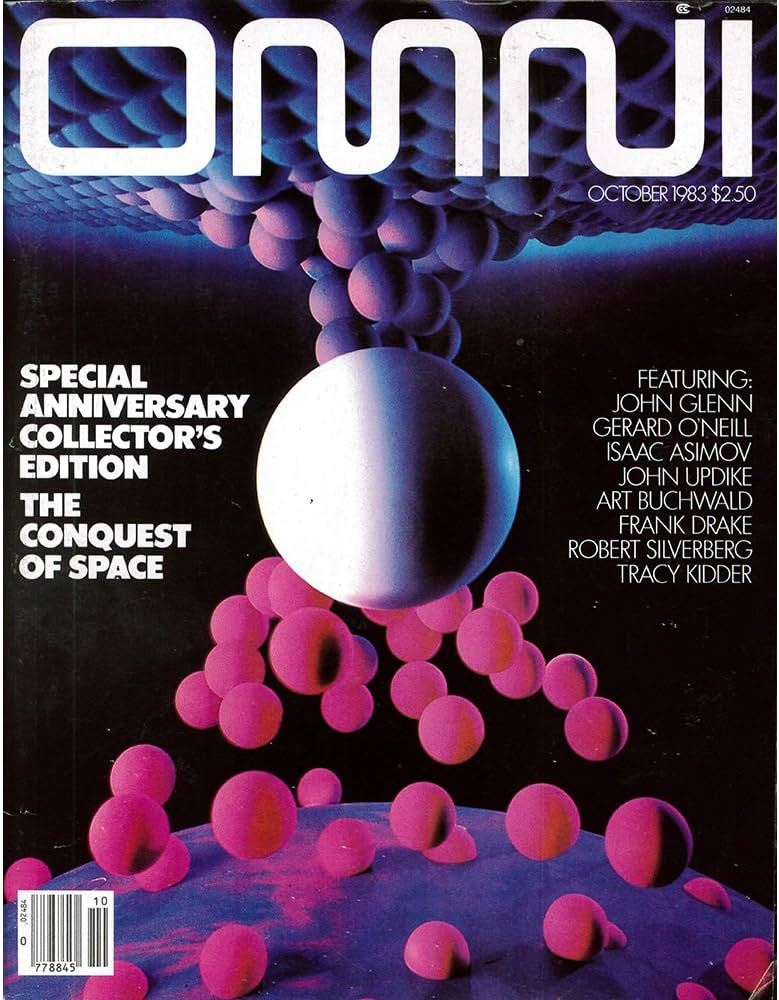 02484
OMNI
OCTOBER 1983 $2.50
SPECIAL
ANNIVERSARY
COLLECTOR'S
EDITION
THE
CONQUEST
OF SPACE
FEATURING:
JOHN GLENN
GERARD O'NEILL
ISAAC ASIMOV
JOHN UPDIKE
ART BUCHWALD
FRANK DRAKE
ROBERT SILVERBERG
TRACY KIDDER
10
02484
0
778845